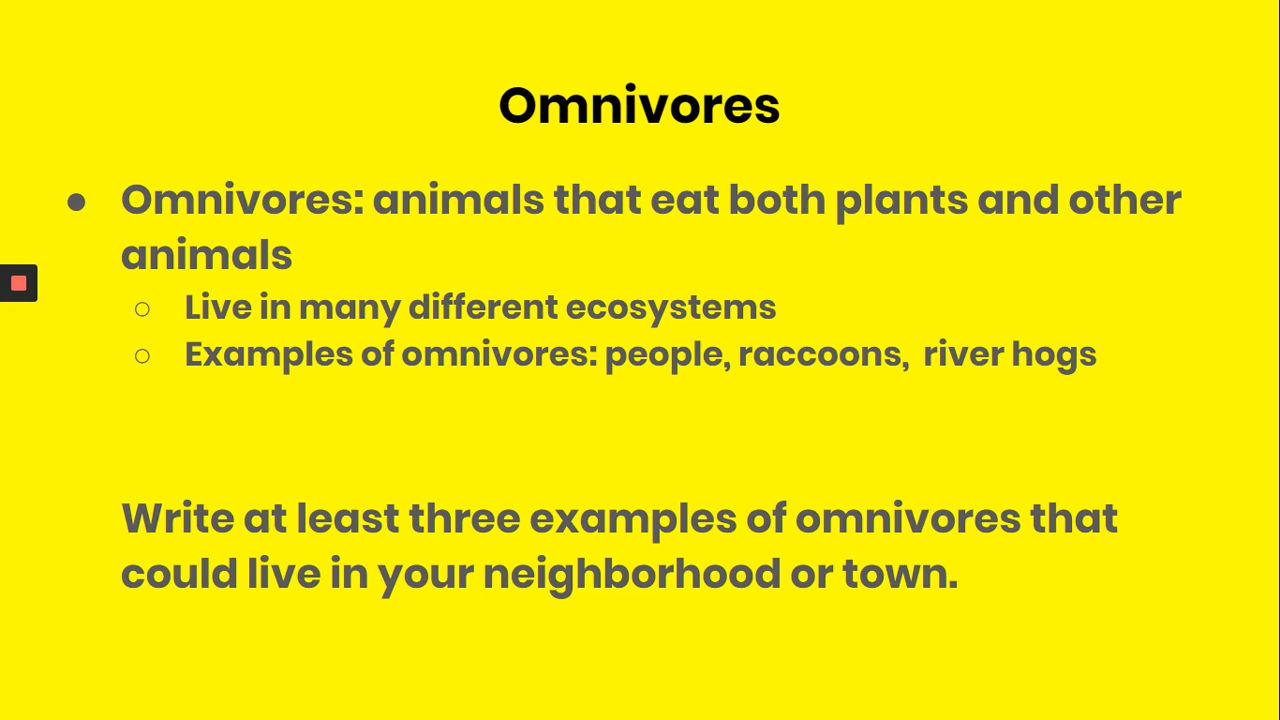 Omnivores
● Omnivores: animals that eat both plants and other
animals
○ Live in many different ecosystems
○ Examples of omnivores: people, raccoons,  river hogs
Write at least three examples of omnivores that
could live in your neighborhood or town.